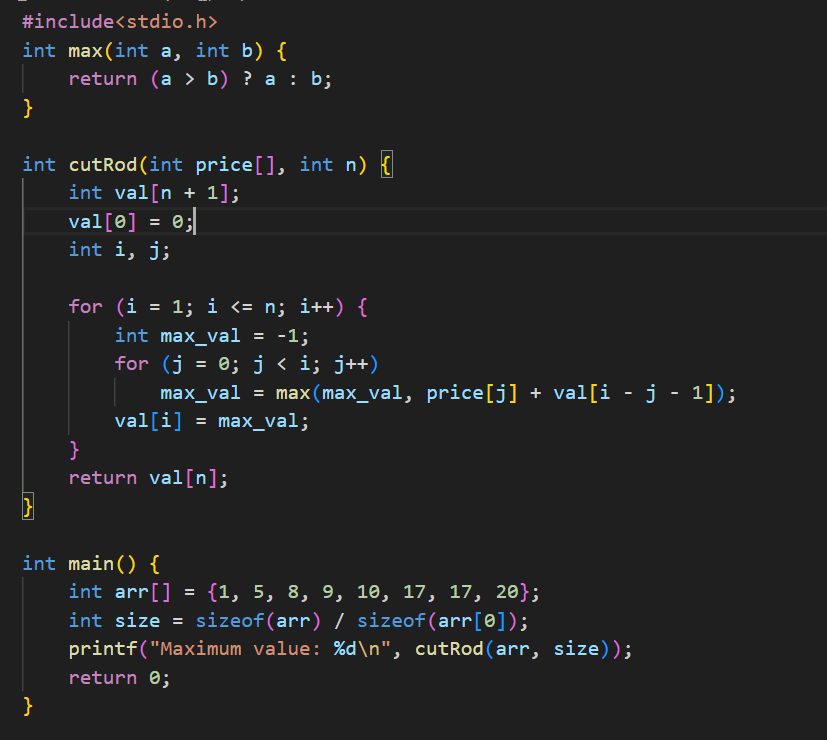 #include<stdio.h>
int max(int a, int b) {
    return (a > b) ? a : b;
}

int cutRod(int price[], int n) {
    int val[n + 1];
    val[0] = 0;
    int i, j;

    for (i = 1; i <= n; i++) {
        int max_val = -1;
        for (j = 0; j < i; j++)
            max_val = max(max_val, price[j] + val[i - j - 1]);
        val[i] = max_val;
    }
    return val[n];
}

int main() {
    int arr[] = {1, 5, 8, 9, 10, 17, 17, 20};
    int size = sizeof(arr) / sizeof(arr[0]);
    printf("Maximum value: %d\n", cutRod(arr, size));
    return 0;
}